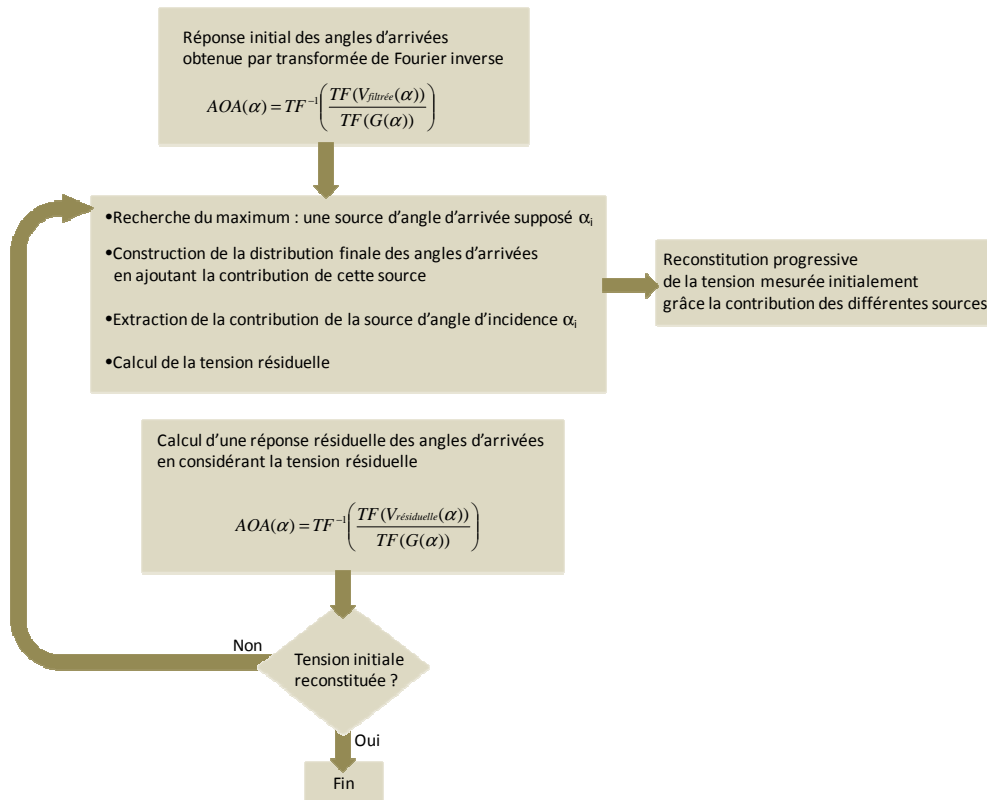 Réponse initial des angles d'arrivées
obtenue par transformée de Fourier inverse
AOA(α) = TF⁻¹(TF(V_filtrée(α)) / TF(G(α)))
•Recherche du maximum : une source d'angle d'arrivée supposé αi
•Construction de la distribution finale des angles d'arrivées
en ajoutant la contribution de cette source
•Extraction de la contribution de la source d'angle d'incidence αi
•Calcul de la tension résiduelle
Reconstitution progressive
de la tension mesurée initialement
grâce la contribution des différentes sources
Calcul d'une réponse résiduelle des angles d'arrivées
en considérant la tension résiduelle
AOA(α) = TF⁻¹(TF(V_résiduelle(α)) / TF(G(α)))
Non
Tension initiale
reconstituée ?
Oui
Fin